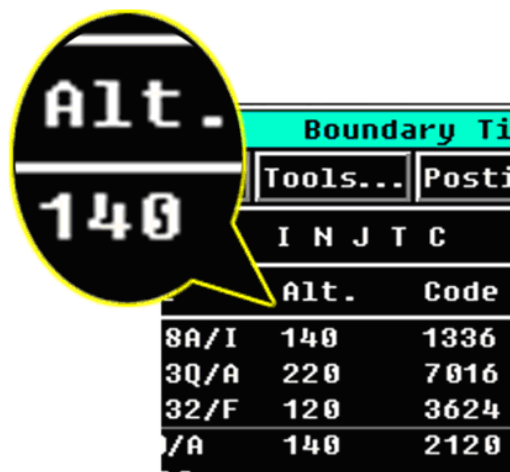 Alt.
140
Boundary Ti
Tools... Posti
I N J T C
Alt. Code
8A/I 140 1336
3Q/A 220 7016
32/F 120 3624
/A 140 2120